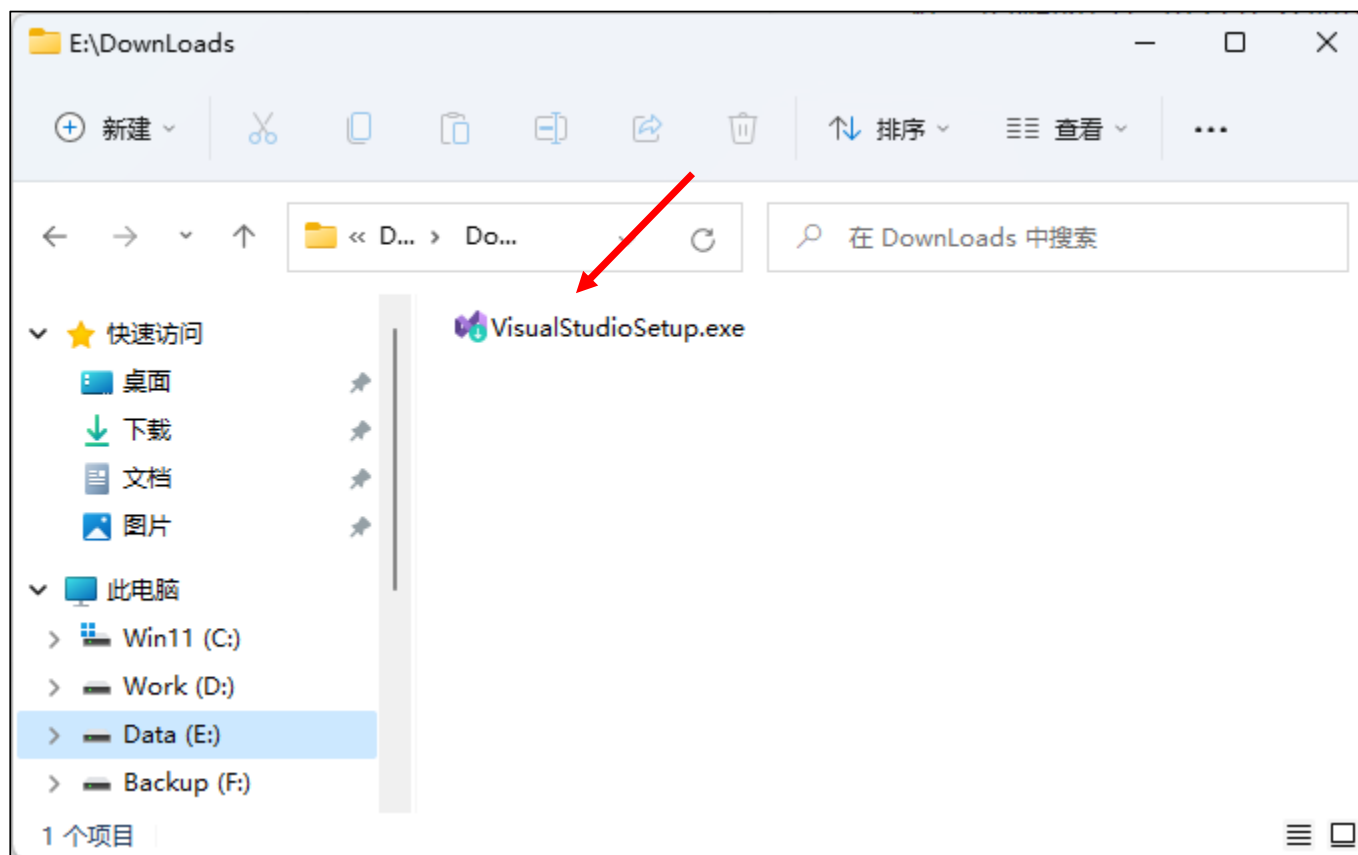 E:\DownLoads
新建 排序 查看
« D... › Do... 在 DownLoads 中搜索
快速访问
VisualStudioSetup.exe
桌面
下载
文档
图片
此电脑
Win11 (C:)
Work (D:)
Data (E:)
Backup (F:)
1 个项目